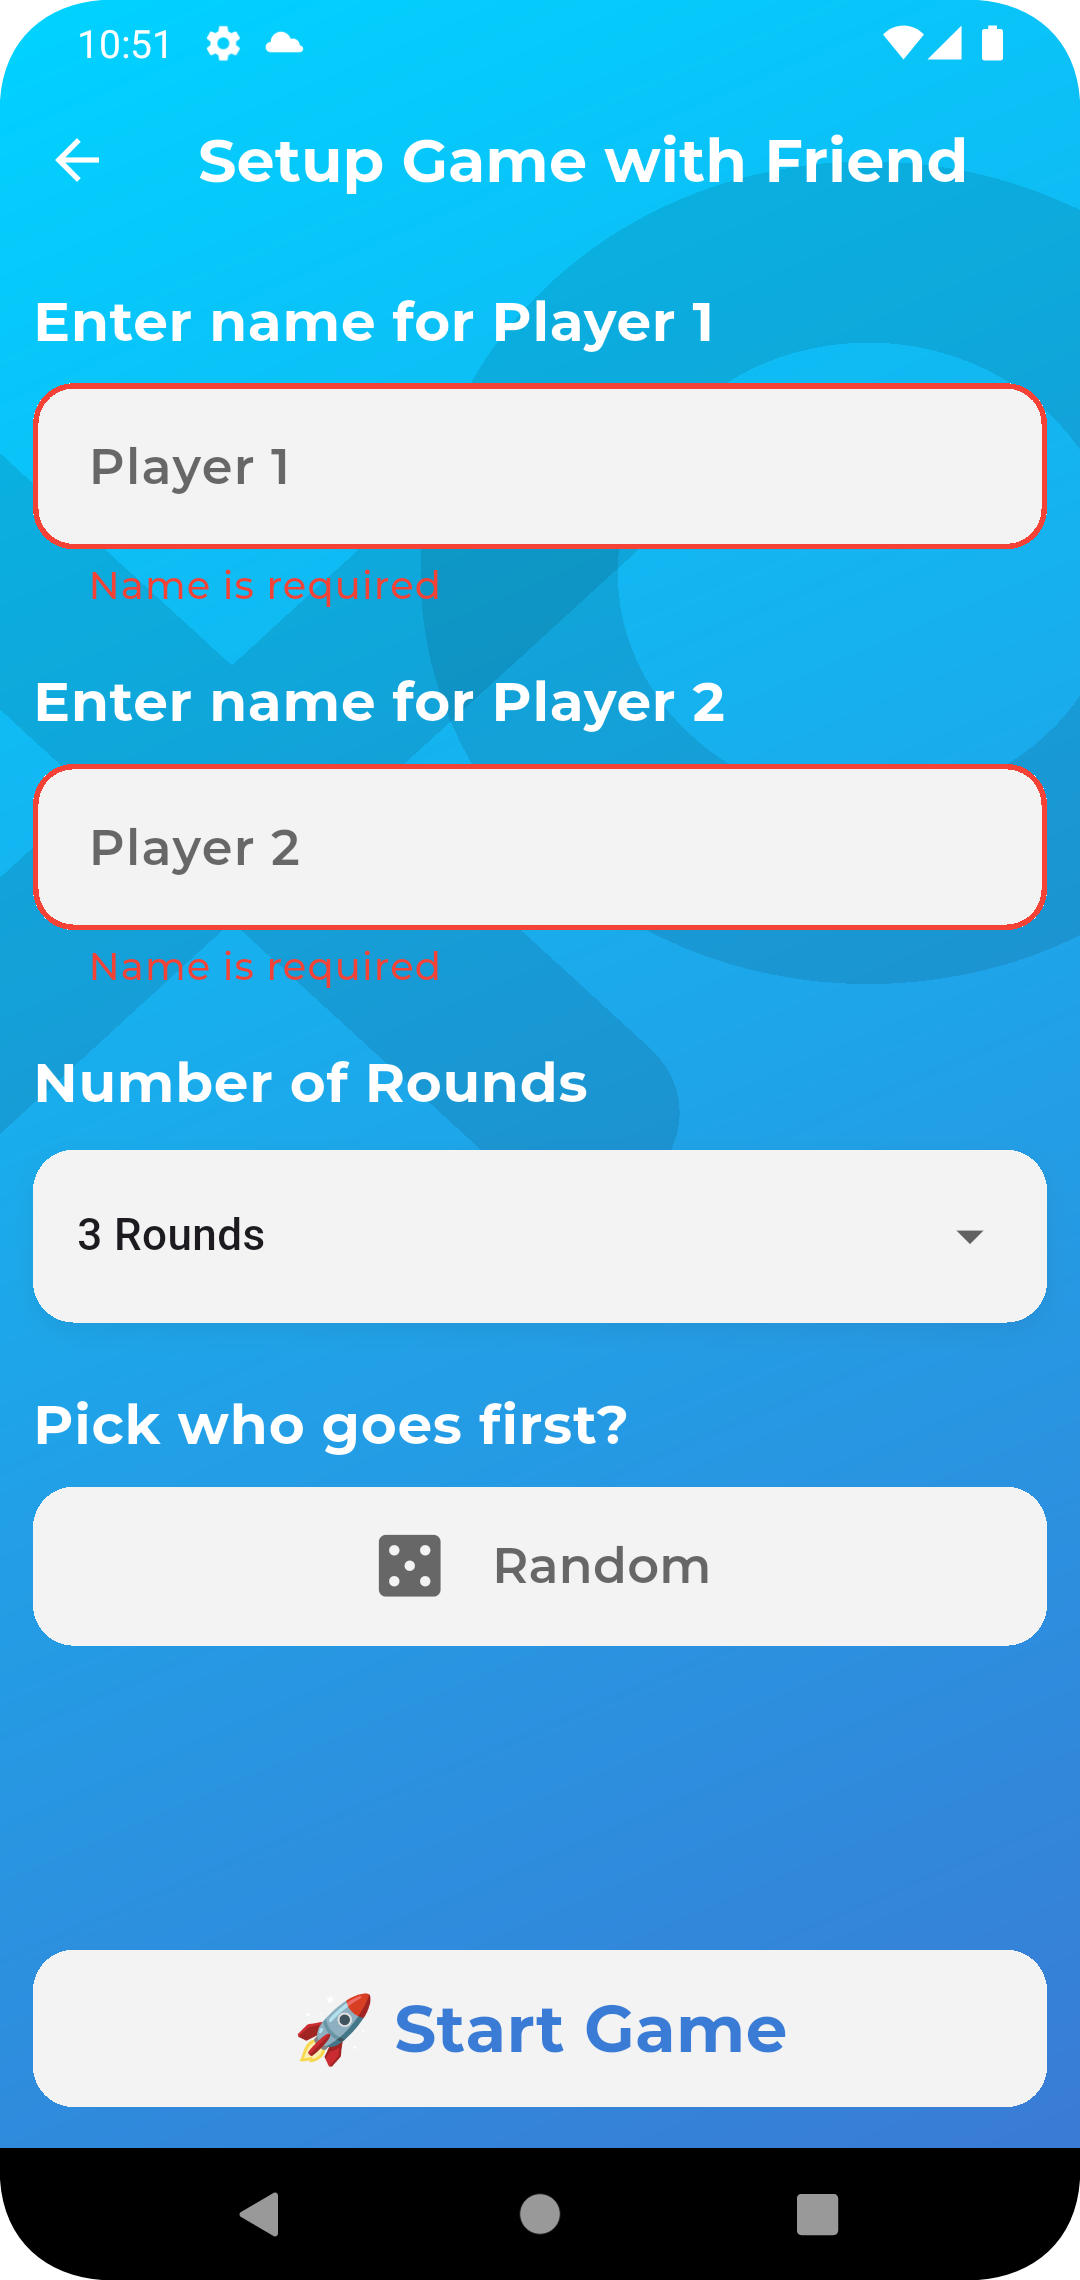 10:51
Setup Game with Friend
Enter name for Player 1
Player 1
Name is required
Enter name for Player 2
Player 2
Name is required
Number of Rounds
3 Rounds
Pick who goes first?
Random
🚀 Start Game